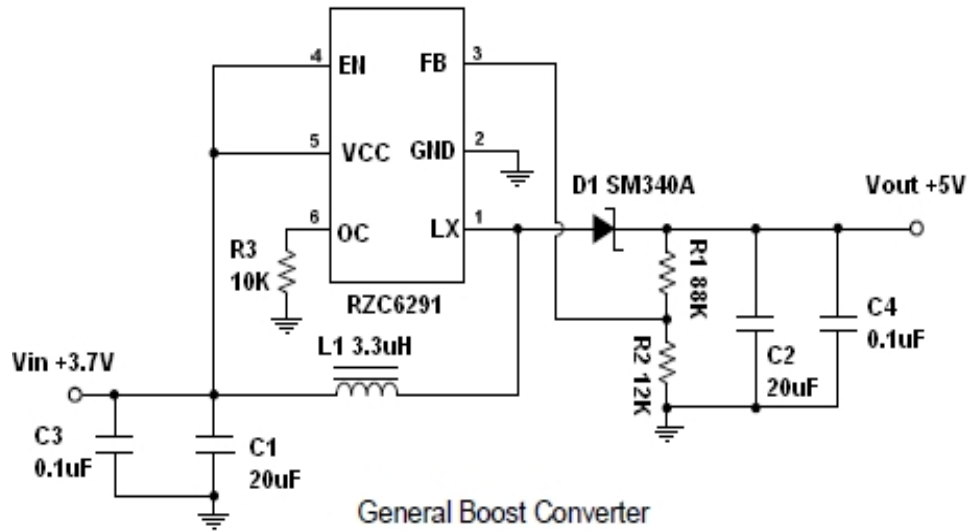 4 EN FB 3
5 VCC GND 2
D1 SM340A
Vout +5V
6 OC LX 1
R3
10K
RZC6291
R1 88K
C4
0.1uF
L1 3.3uH
Vin +3.7V
R2 12K
C2
20uF
C3
0.1uF
C1
20uF
General Boost Converter